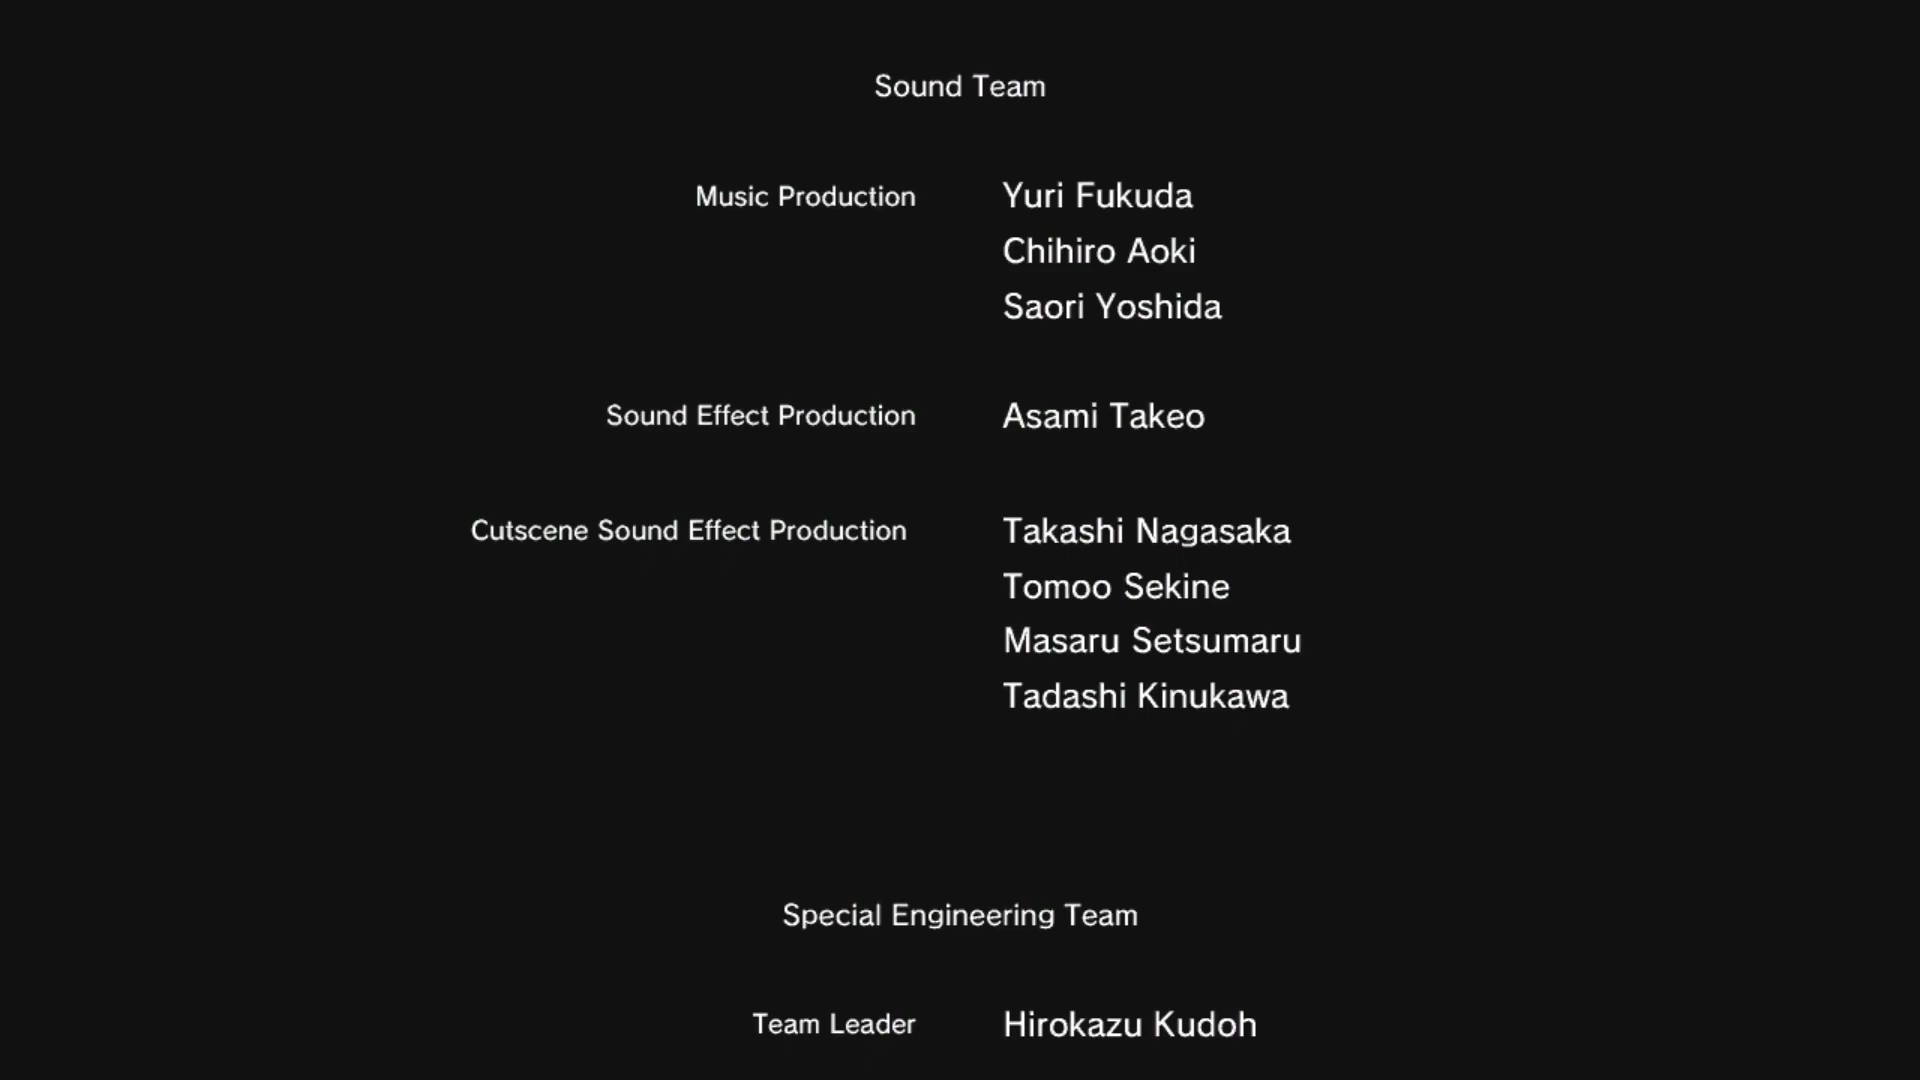 Sound Team
Music Production Yuri Fukuda
Chihiro Aoki
Saori Yoshida
Sound Effect Production Asami Takeo
Cutscene Sound Effect Production Takashi Nagasaka
Tomoo Sekine
Masaru Setsumaru
Tadashi Kinukawa
Special Engineering Team
Team Leader Hirokazu Kudoh